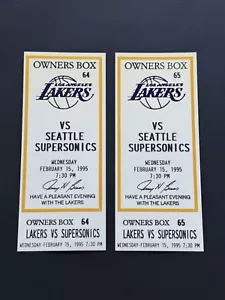 OWNERS BOX
64
LOS ANGELES
LAKERS
VS
SEATTLE
SUPERSONICS
WEDNESDAY
FEBRUARY 15, 1995
7:30 PM
HAVE A PLEASANT EVENING
WITH THE LAKERS
OWNERS BOX 64
LAKERS VS SUPERSONICS
WEDNESDAY-FEBRUARY 15, 1995 7:30 PM
OWNERS BOX
65
LOS ANGELES
LAKERS
VS
SEATTLE
SUPERSONICS
WEDNESDAY
FEBRUARY 15, 1995
7:30 PM
HAVE A PLEASANT EVENING
WITH THE LAKERS
OWNERS BOX 65
LAKERS VS SUPERSONICS
WEDNESDAY-FEBRUARY 15, 1995 7:30 PM